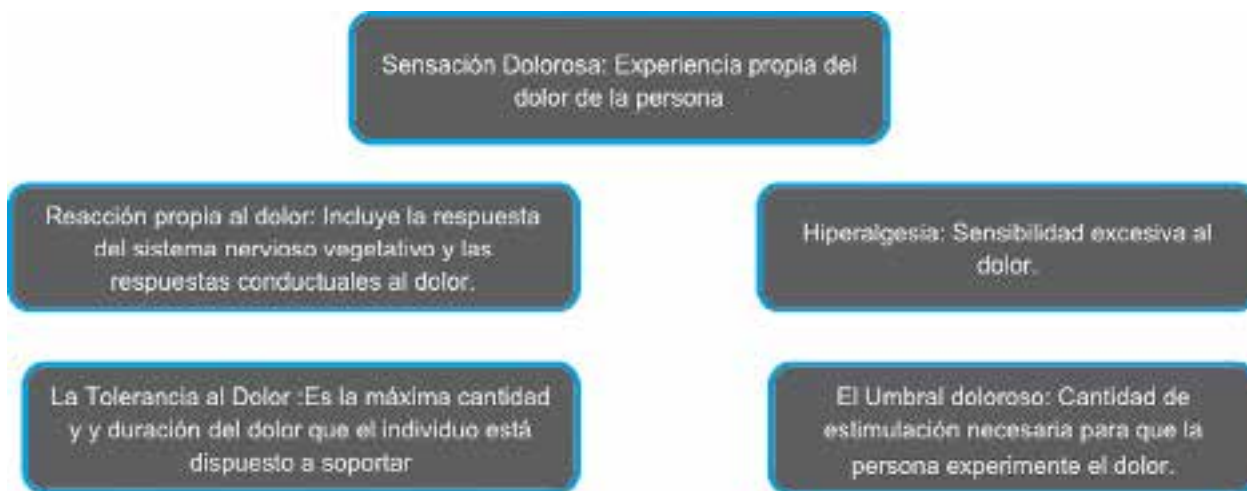 Sensación Dolorosa: Experiencia propia del
dolor de la persona
Reacción propia al dolor: Incluye la respuesta
del sistema nervioso vegetativo y las
respuestas conductuales al dolor.
Hiperalgesia: Sensibilidad excesiva al
dolor.
La Tolerancia al Dolor :Es la máxima cantidad
y y duración del dolor que el individuo está
dispuesto a soportar
El Umbral doloroso: Cantidad de
estimulación necesaria para que la
persona experimente el dolor.